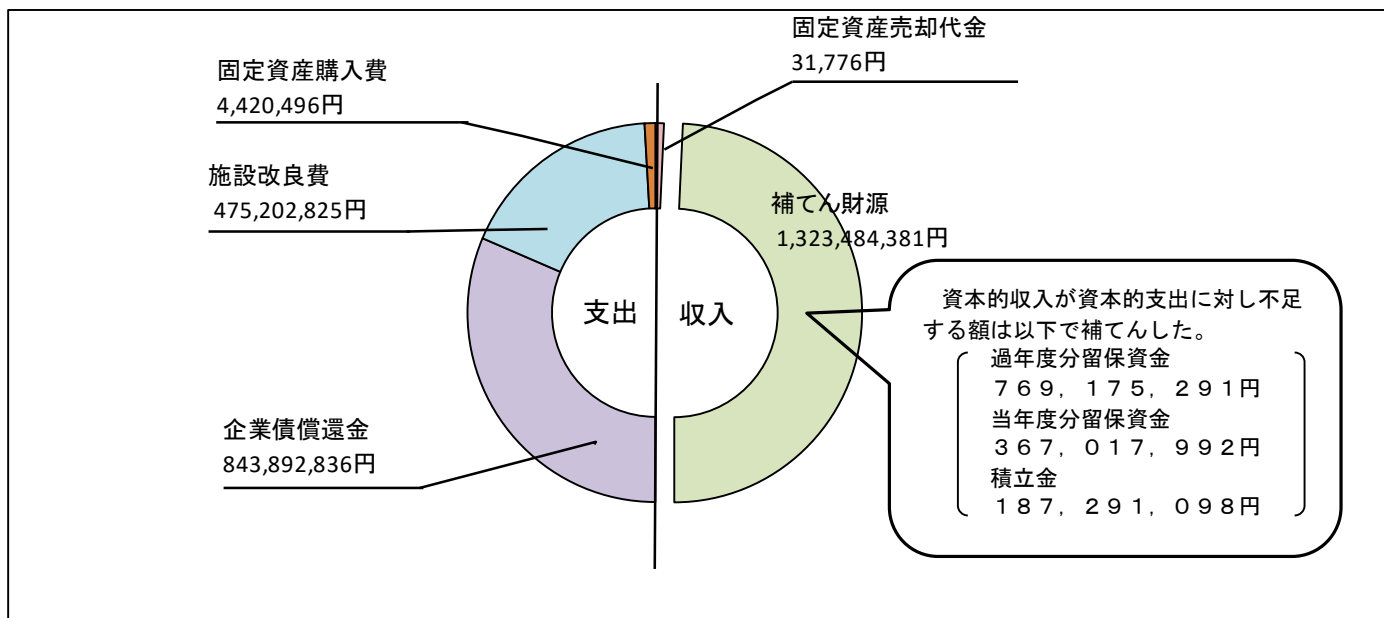 固定資産売却代金
31,776円
固定資産購入費
4,420,496円
施設改良費
475,202,825円
補てん財源
1,323,484,381円
支出
収入
資本的収入が資本的支出に対し不足
する額は以下で補てんした。
過年度分留保資金
７６９，１７５，２９１円
当年度分留保資金
３６７，０１７，９９２円
積立金
１８７，２９１，０９８円
企業債償還金
843,892,836円